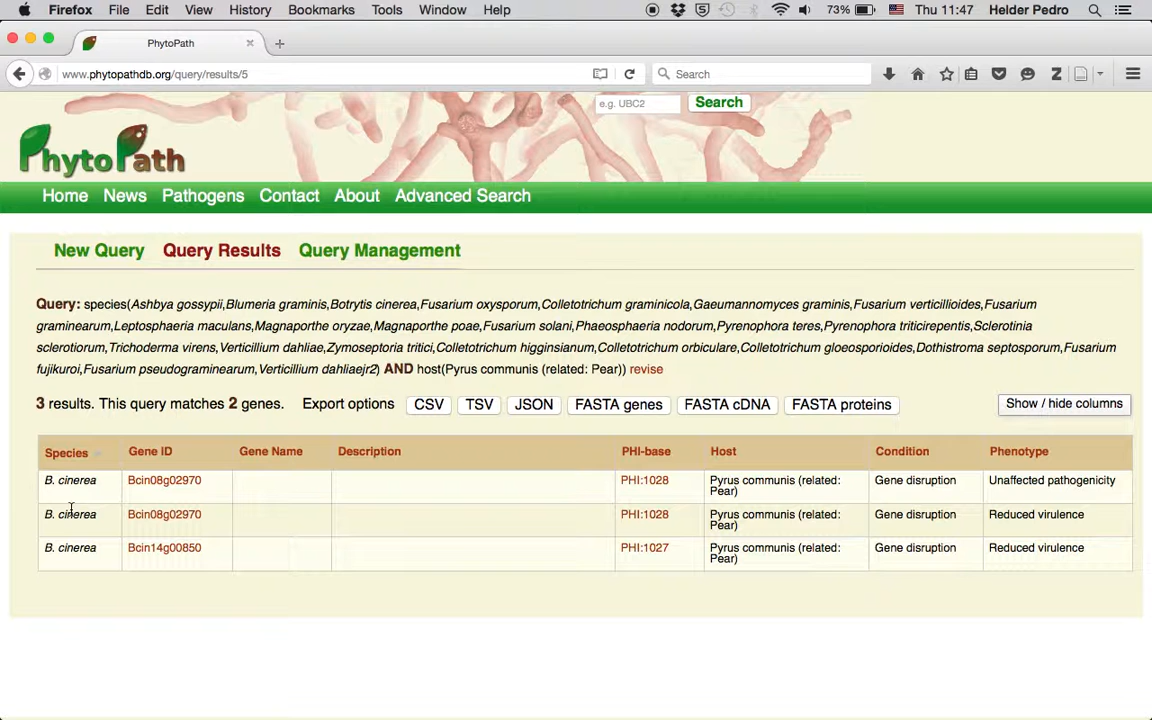 Firefox File Edit View History Bookmarks Tools Window Help 73% Thu 11:47 Helder Pedro
PhytoPath
www.phytopathdb.org/query/results/5 Search
e.g. UBC2 Search
PhytoPath
Home News Pathogens Contact About Advanced Search
New Query Query Results Query Management
Query: species(Ashbya gossypii,Blumeria graminis,Botrytis cinerea,Fusarium oxysporum,Colletotrichum graminicola,Gaeumannomyces graminis,Fusarium verticillioides,Fusarium
graminearum,Leptosphaeria maculans,Magnaporthe oryzae,Magnaporthe poae,Fusarium solani,Phaeosphaeria nodorum,Pyrenophora teres,Pyrenophora triticirepentis,Sclerotinia
sclerotiorum,Trichoderma virens,Verticillium dahliae,Zymoseptoria tritici,Colletotrichum higginsianum,Colletotrichum orbiculare,Colletotrichum gloeosporioides,Dothistroma septosporum,Fusarium
fujikuroi,Fusarium pseudograminearum,Verticillium dahliaejr2) AND host(Pyrus communis (related: Pear)) revise
3 results. This query matches 2 genes. Export options CSV TSV JSON FASTA genes FASTA cDNA FASTA proteins Show / hide columns
Species Gene ID Gene Name Description PHI-base Host Condition Phenotype
B. cinerea Bcin08g02970 PHI:1028 Pyrus communis (related: Gene disruption Unaffected pathogenicity
Pear)
B. cinerea Bcin08g02970 PHI:1028 Pyrus communis (related: Gene disruption Reduced virulence
Pear)
B. cinerea Bcin14g00850 PHI:1027 Pyrus communis (related: Gene disruption Reduced virulence
Pear)